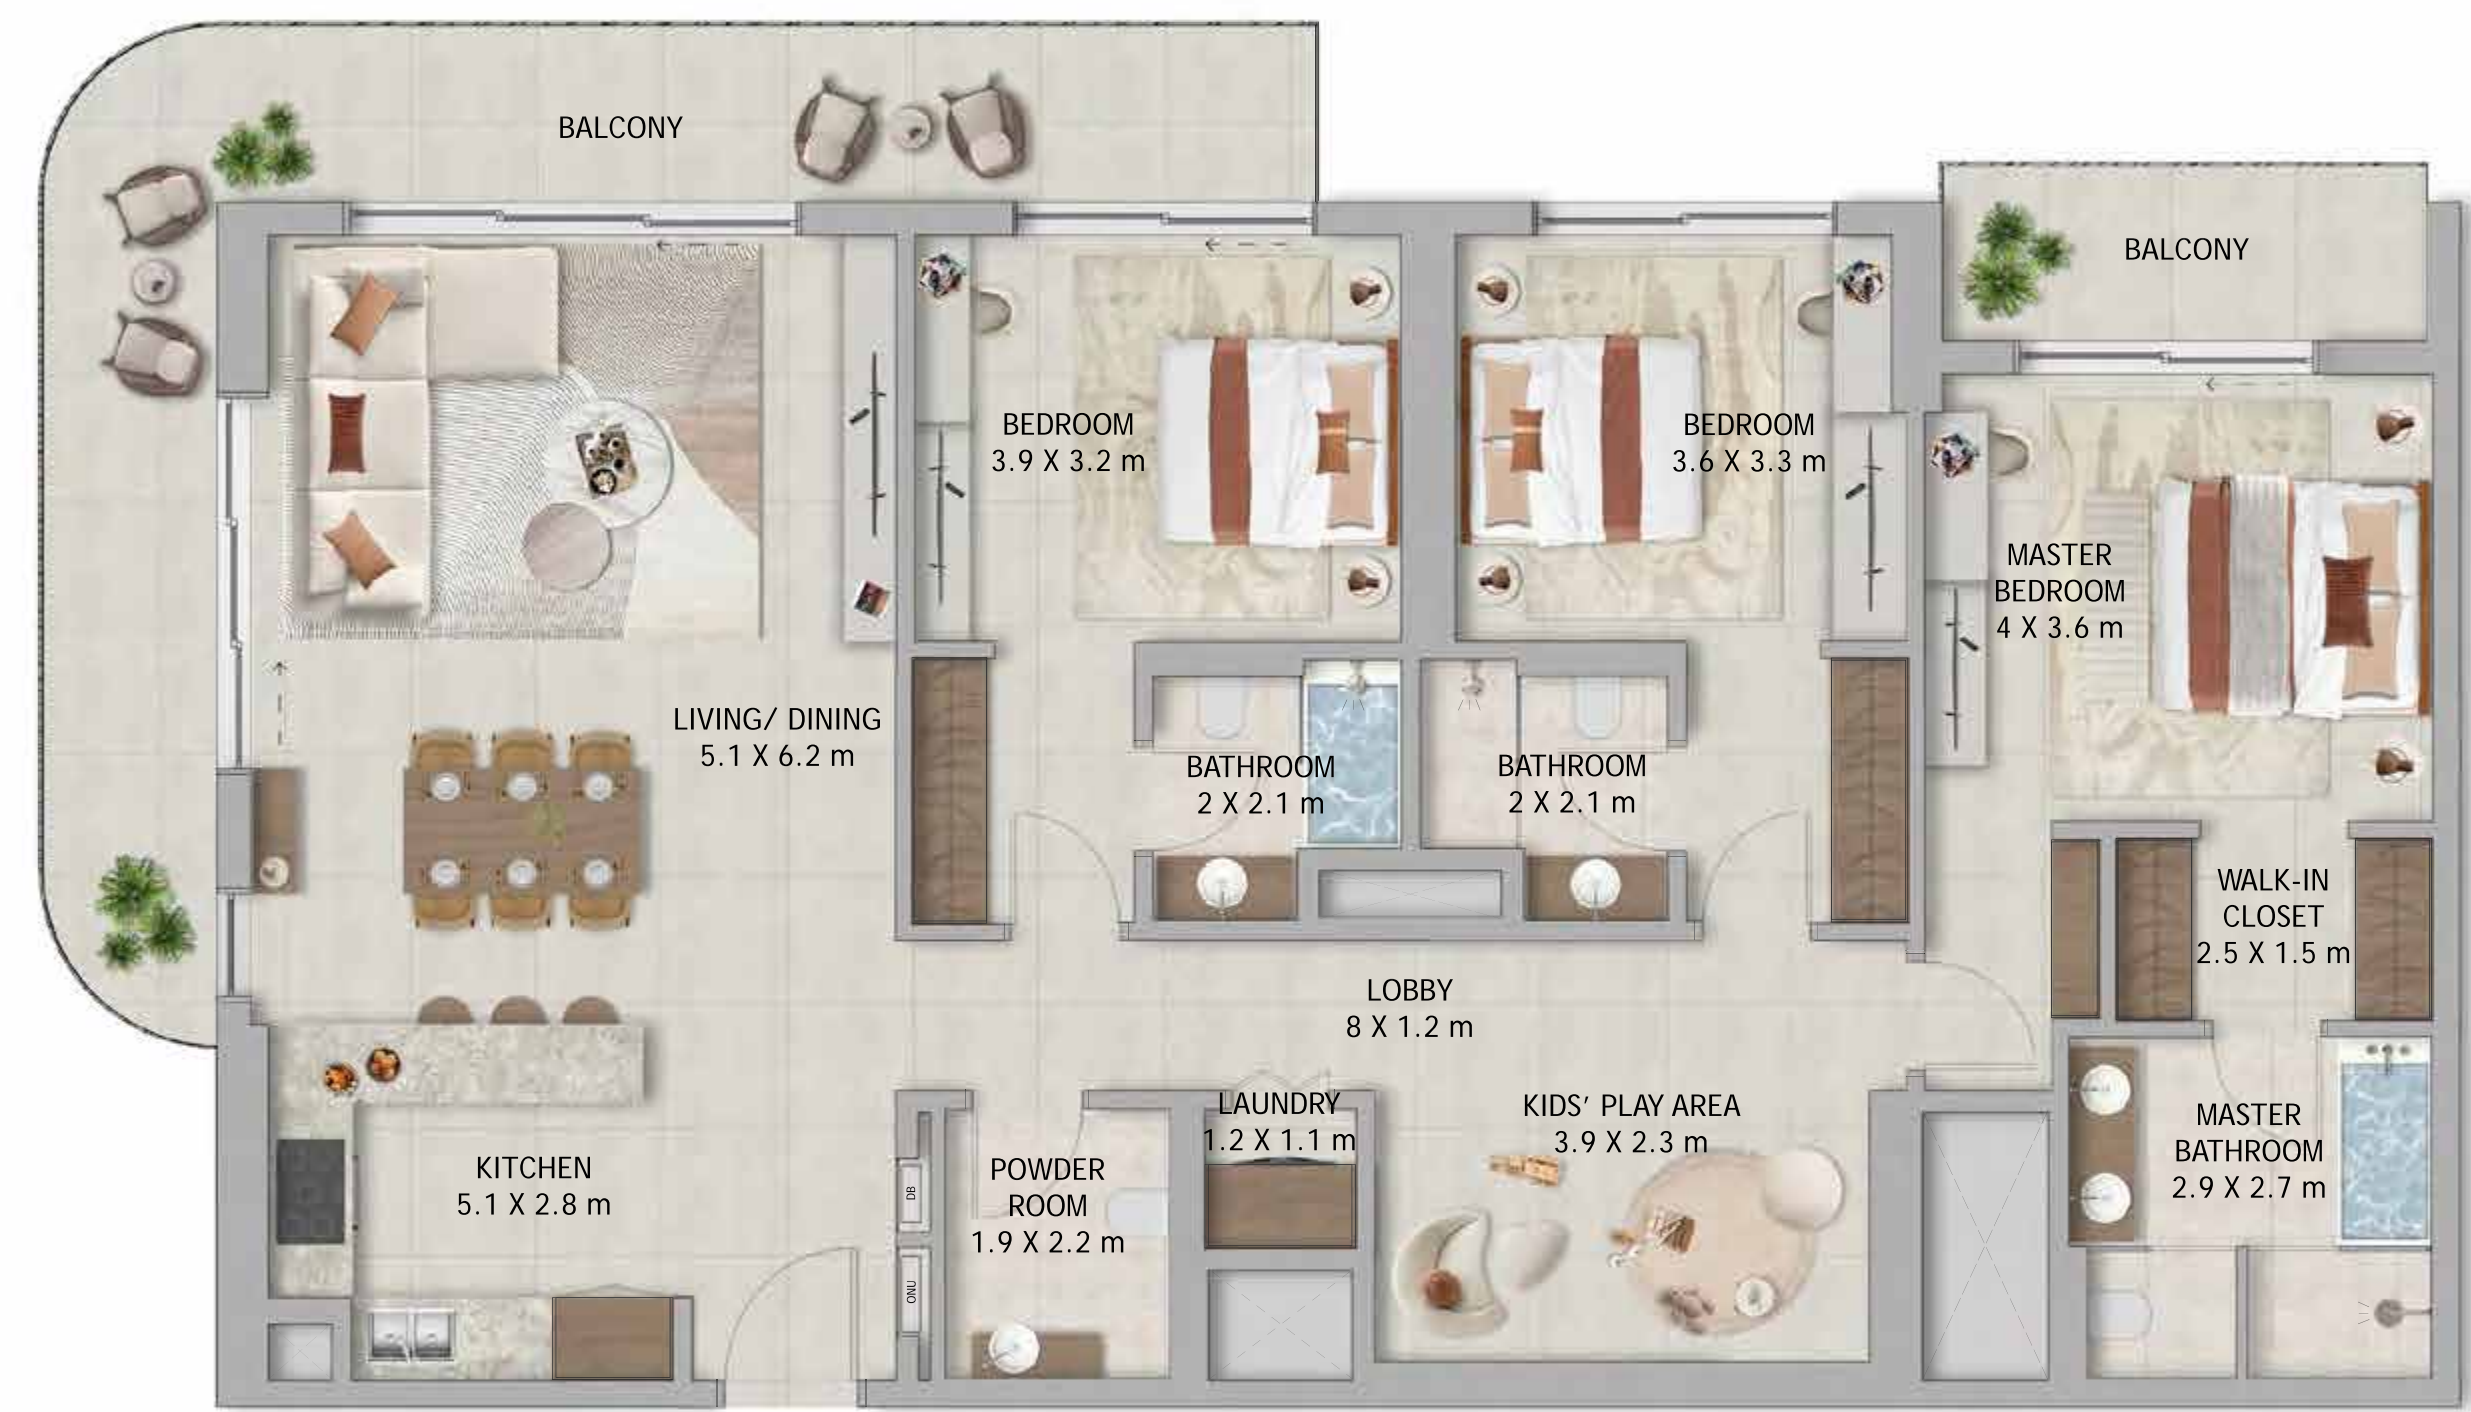 BALCONY
BALCONY
BEDROOM
3.9 X 3.2 m
BEDROOM
3.6 X 3.3 m
MASTER
BEDROOM
4 X 3.6 m
LIVING/ DINING
5.1 X 6.2 m
BATHROOM
2 X 2.1 m
BATHROOM
2 X 2.1 m
WALK-IN
CLOSET
2.5 X 1.5 m
LOBBY
8 X 1.2 m
LAUNDRY
1.2 X 1.1 m
KIDS’ PLAY AREA
3.9 X 2.3 m
MASTER
BATHROOM
2.9 X 2.7 m
KITCHEN
5.1 X 2.8 m
POWDER
ROOM
1.9 X 2.2 m
DB
ONU